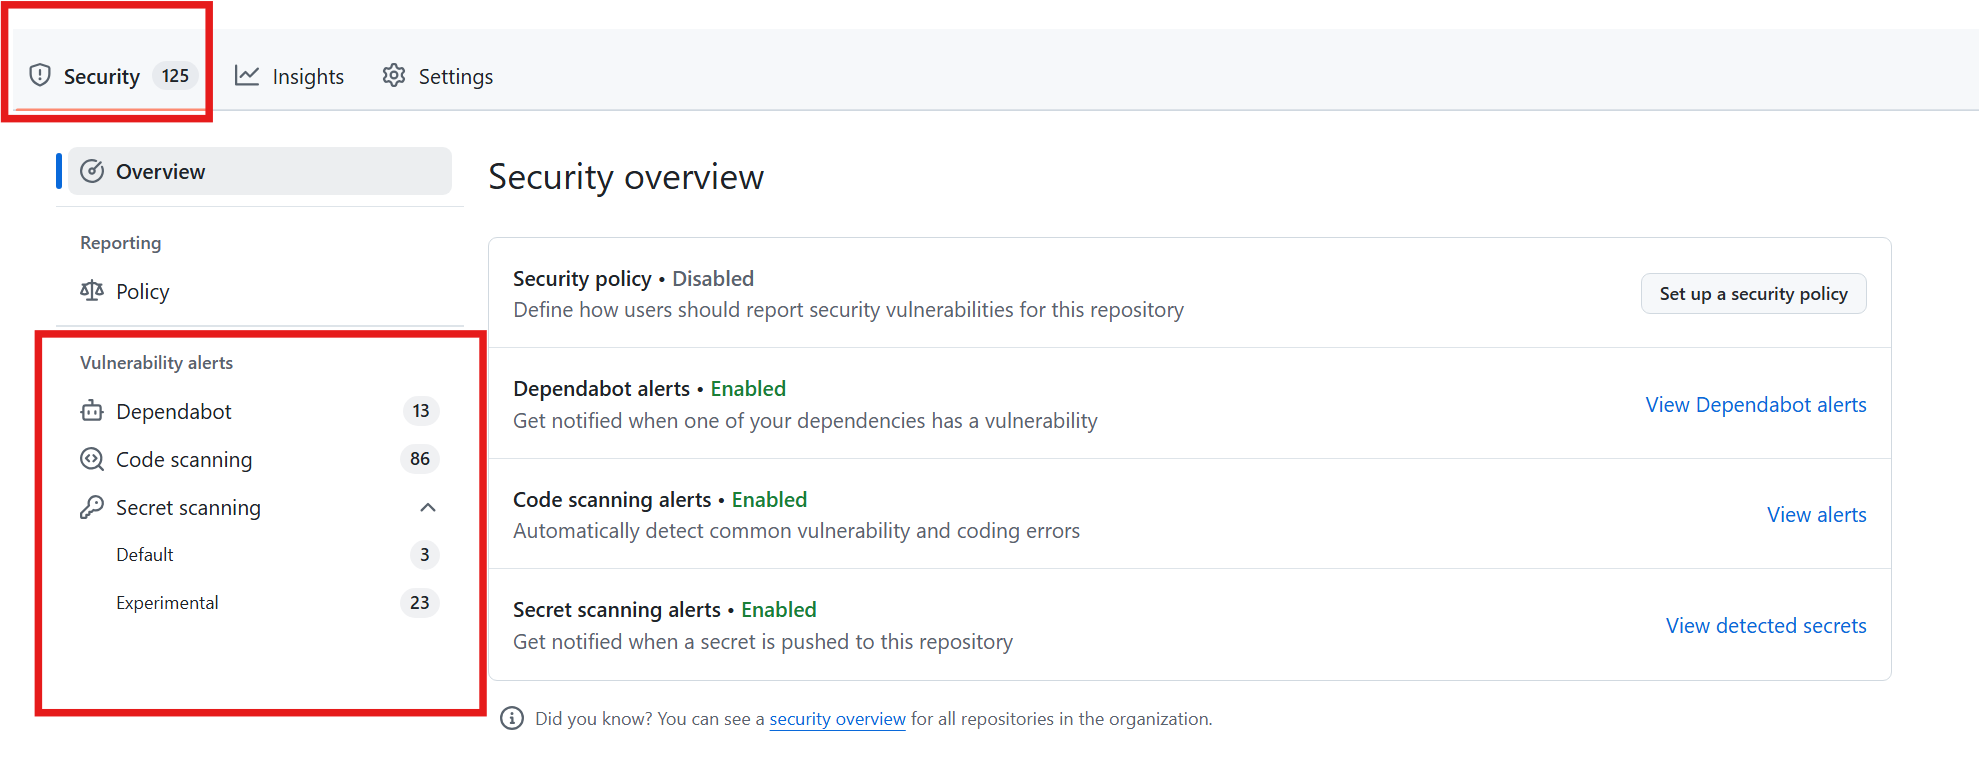 Security 125 Insights Settings
Overview
Reporting
Policy
Vulnerability alerts
Dependabot 13
Code scanning 86
Secret scanning
Default 3
Experimental 23
Security overview
Security policy • Disabled
Define how users should report security vulnerabilities for this repository
Set up a security policy
Dependabot alerts • Enabled
Get notified when one of your dependencies has a vulnerability
View Dependabot alerts
Code scanning alerts • Enabled
Automatically detect common vulnerability and coding errors
View alerts
Secret scanning alerts • Enabled
Get notified when a secret is pushed to this repository
View detected secrets
Did you know? You can see a security overview for all repositories in the organization.